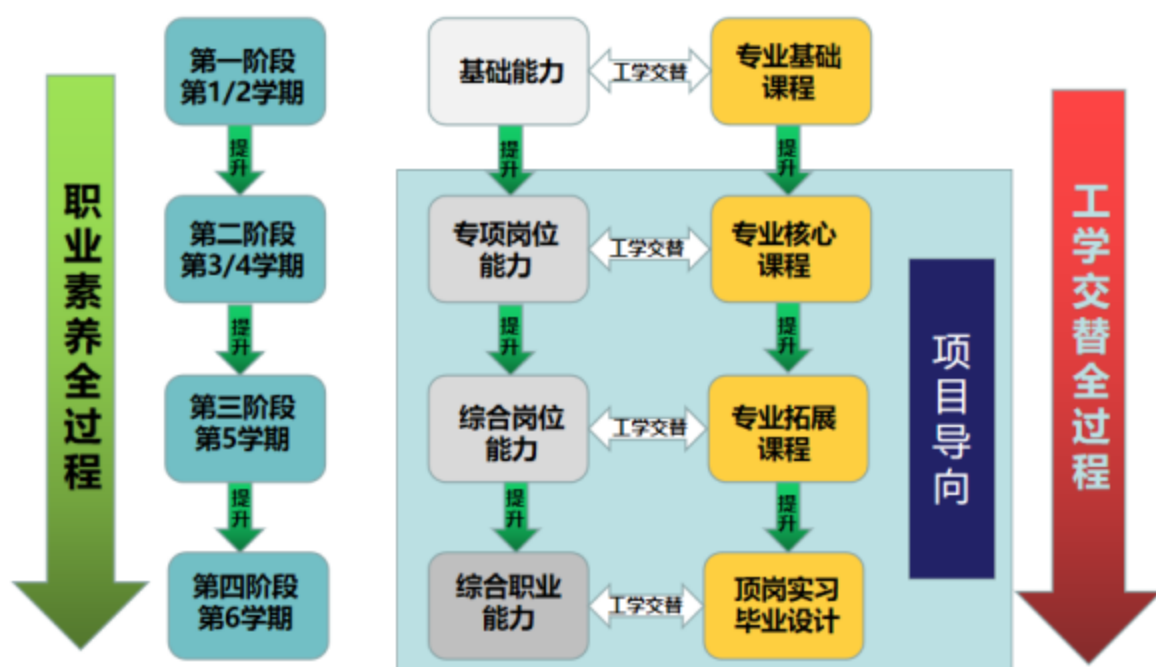 职业素养全过程
第一阶段
第1/2学期
提升
第二阶段
第3/4学期
提升
第三阶段
第5学期
提升
第四阶段
第6学期
基础能力
工学交替
专业基础
课程
提升
提升
专项岗位
能力
工学交替
专业核心
课程
提升
提升
综合岗位
能力
工学交替
专业拓展
课程
提升
提升
综合职业
能力
工学交替
顶岗实习
毕业设计
项目导向
工学交替全过程